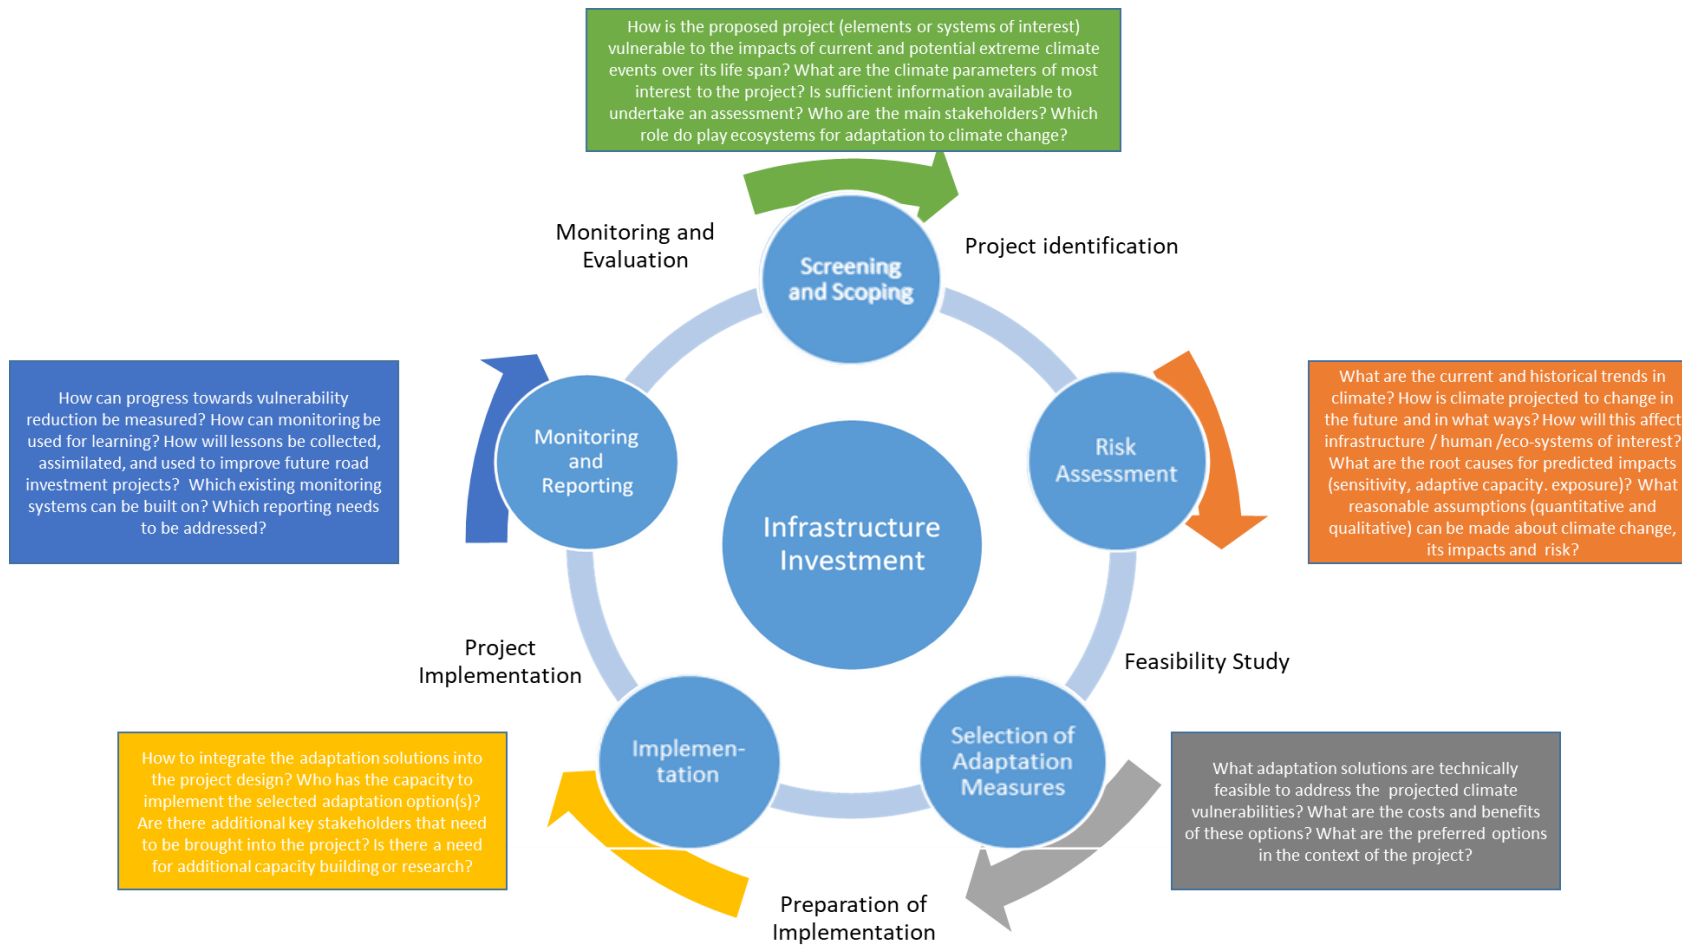 How is the proposed project (elements or systems of interest)
vulnerable to the impacts of current and potential extreme climate
events over its life span? What are the climate parameters of most
interest to the project? Is sufficient information available to
undertake an assessment? Who are the main stakeholders? Which
role do play ecosystems for adaptation to climate change?
Monitoring and
Evaluation
Project identification
Screening
and Scoping
How can progress towards vulnerability
reduction be measured? How can monitoring be
used for learning? How will lessons be collected,
assimilated, and used to improve future road
investment projects?  Which existing monitoring
systems can be built on? Which reporting needs
to be addressed?
Monitoring
and
Reporting
Infrastructure
Investment
Risk
Assessment
What are the current and historical trends in
climate? How is climate projected to change in
the future and in what ways? How will this affect
infrastructure / human /eco-systems of interest?
What are the root causes for predicted impacts
(sensitivity, adaptive capacity. exposure)? What
reasonable assumptions (quantitative and
qualitative) can be made about climate change,
its impacts and  risk?
Project
Implementation
Feasibility Study
How to integrate the adaptation solutions into
the project design? Who has the capacity to
implement the selected adaptation option(s)?
Are there additional key stakeholders that need
to be brought into the project? Is there a need
for additional capacity building or research?
Implemen-
tation
Selection of
Adaptation
Measures
What adaptation solutions are technically
feasible to address the  projected climate
vulnerabilities? What are the costs and benefits
of these options? What are the preferred options
in the context of the project?
Preparation of
Implementation